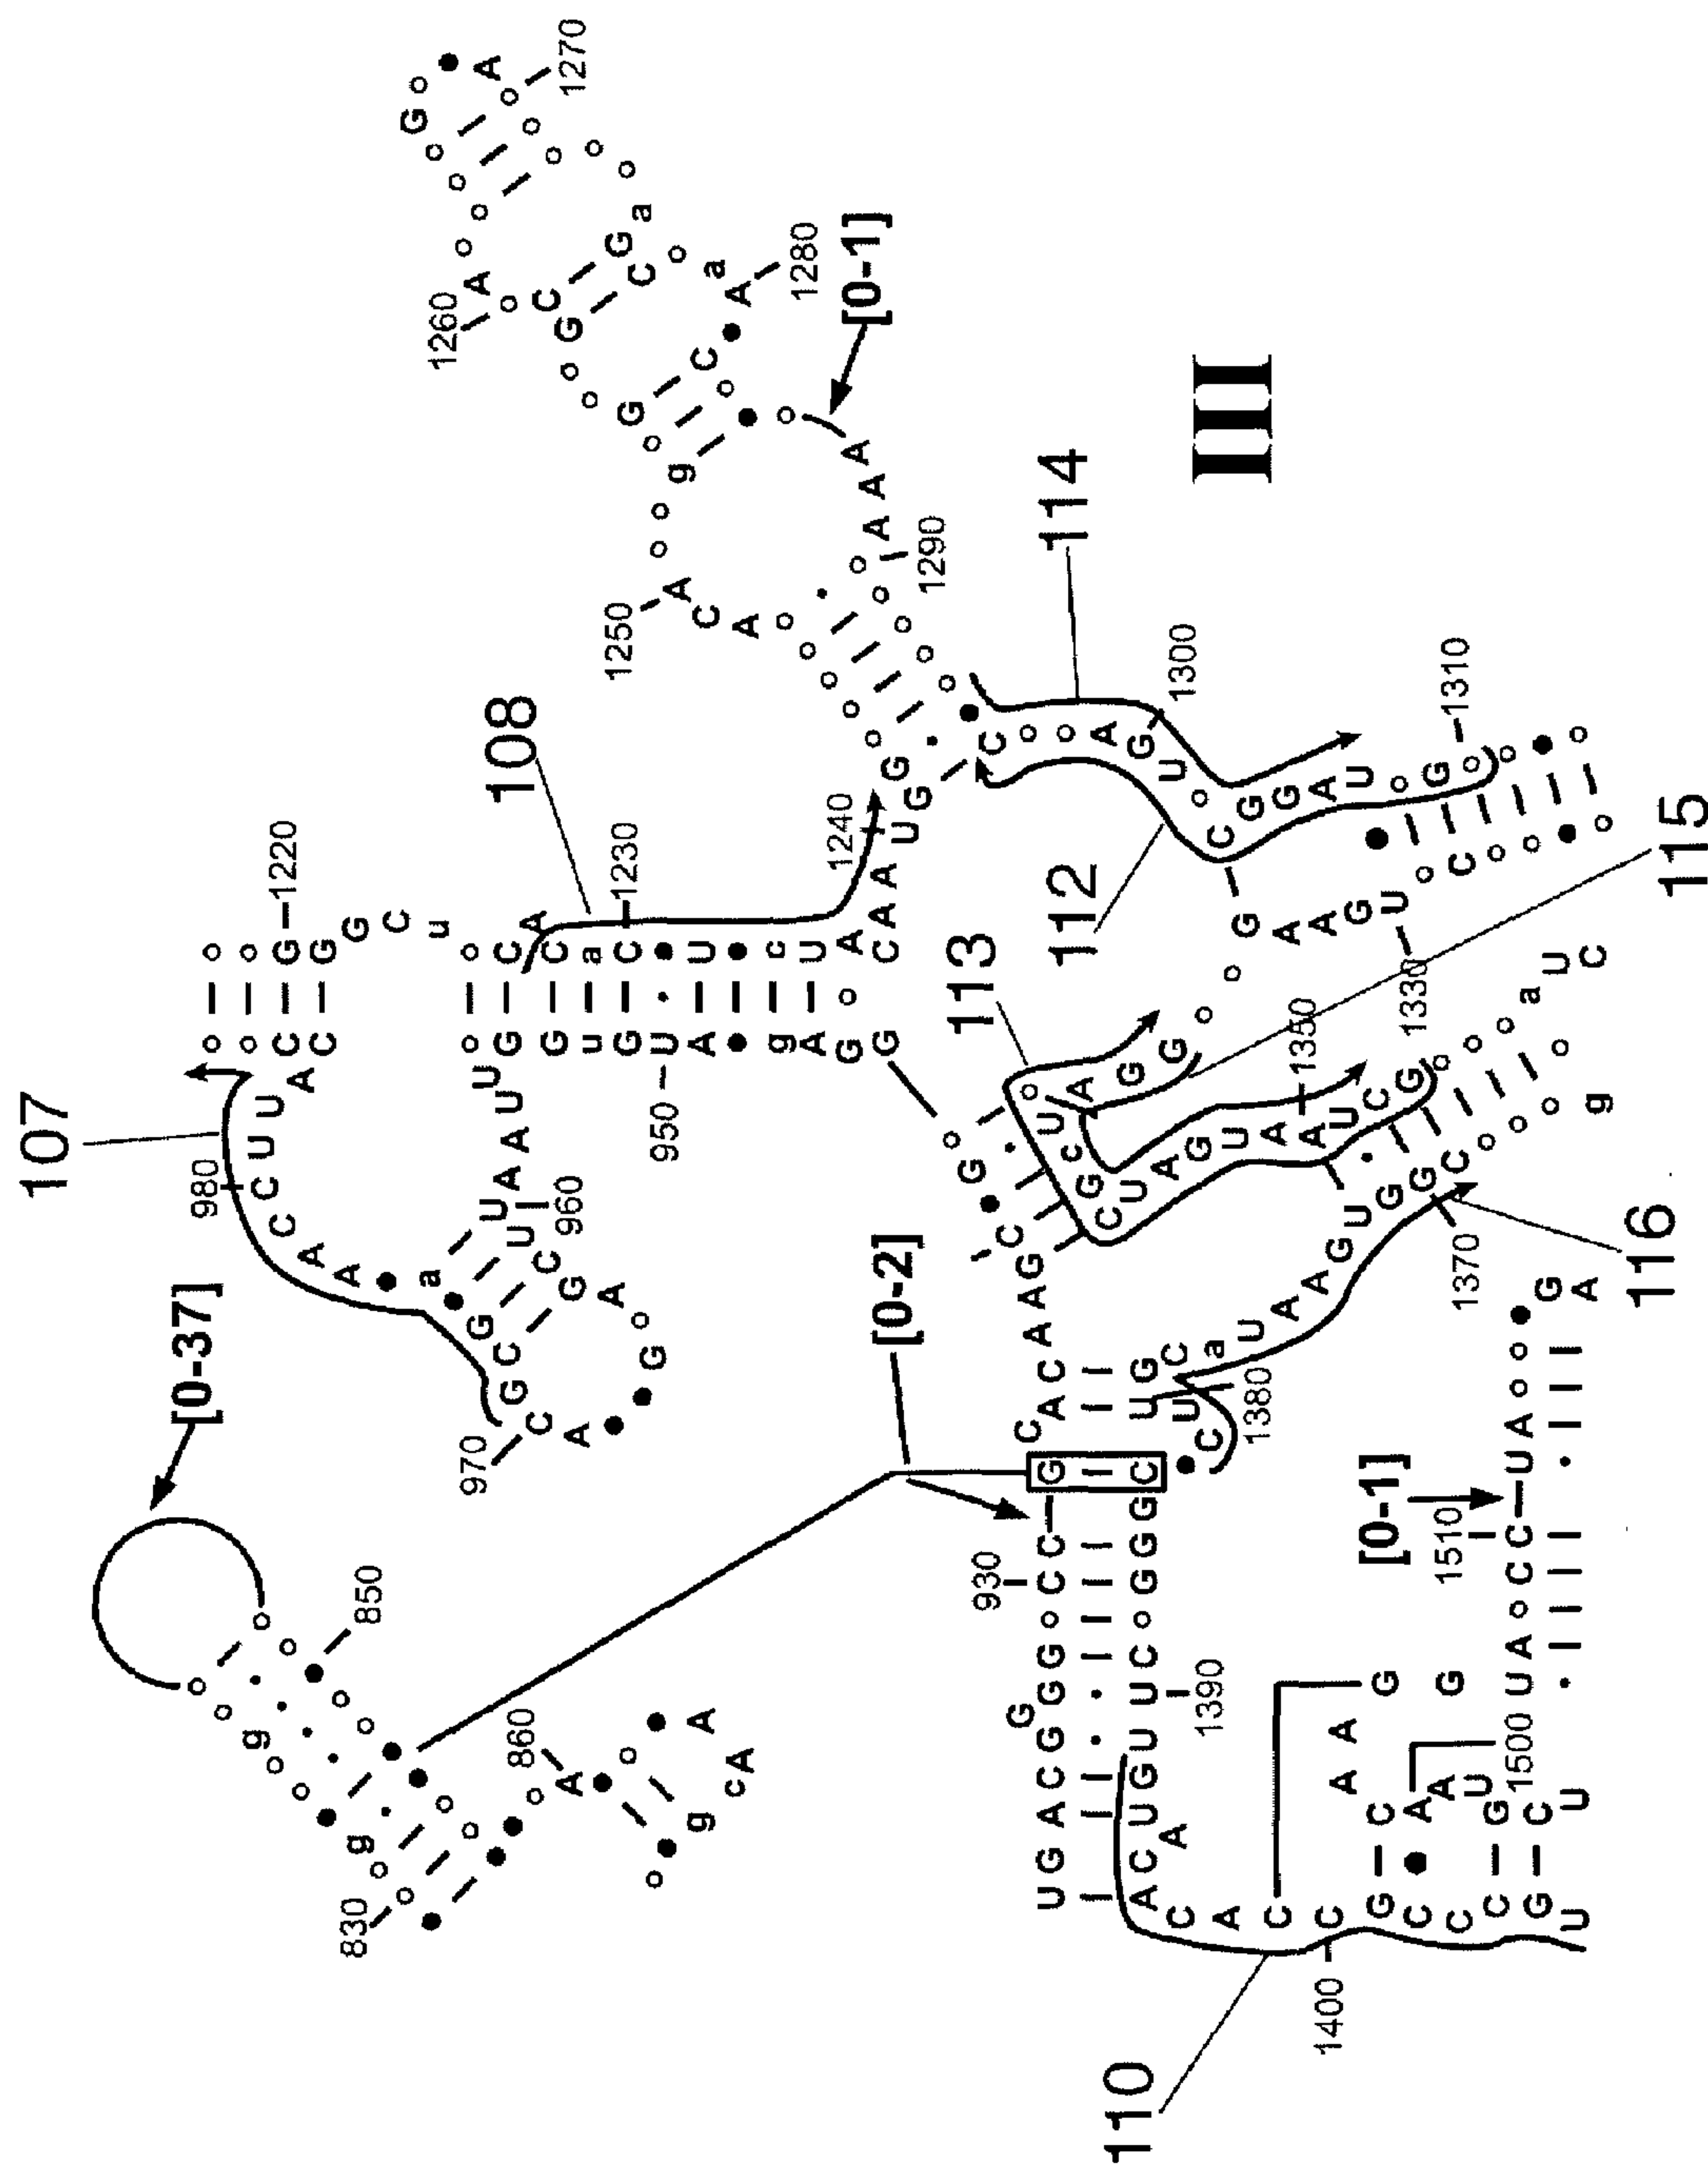 107
[0-37]
850
830
860
A
g
g
g
c
A
A
980
A U U C C A A a G C G C
970
A G A G C U U A A U U
960
C C
G G
1220
G C u
C A
108
G G u G U A g A G G
950
C C a C U c U A C
1230
A A U G G
1240
A C A
1250
g G G C A
1260
G A
1270
a G C a A
1280
C
[0-1]
A A A
1290
114
C A G U C G G A U G
1300
1310
112
III
113
G C G A A C A C
U C G C U A G U A A U C G
1350
A G G
G A A G U C
1330
115
a U C
g
C G G U G A A U a C G U U C
1370
116
1380
[0-2]
G
C
930
U G A C G G G G C C
A C A U G U U C G G G
1390
A
110
C A C C G C C C G U
1400
G G A A A
C A A U G C U
1500
U A C C U A
1510
[0-1]
G A